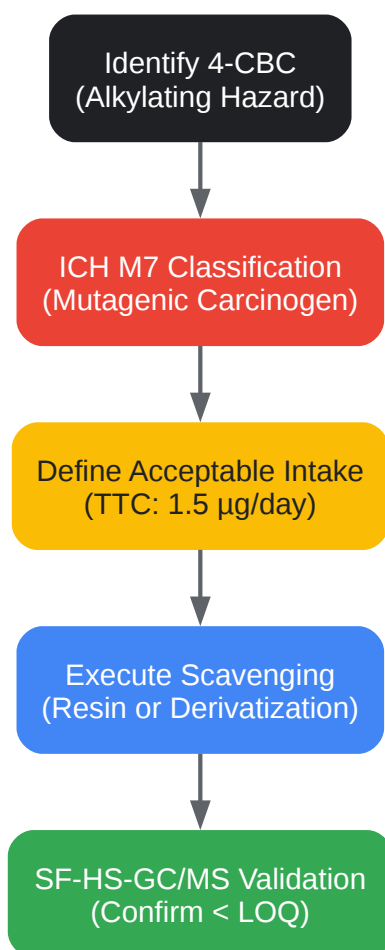 Identify 4-CBC
(Alkylating Hazard)
ICH M7 Classification
(Mutagenic Carcinogen)
Define Acceptable Intake
(TTC: 1.5 µg/day)
Execute Scavenging
(Resin or Derivatization)
SF-HS-GC/MS Validation
(Confirm < LOQ)